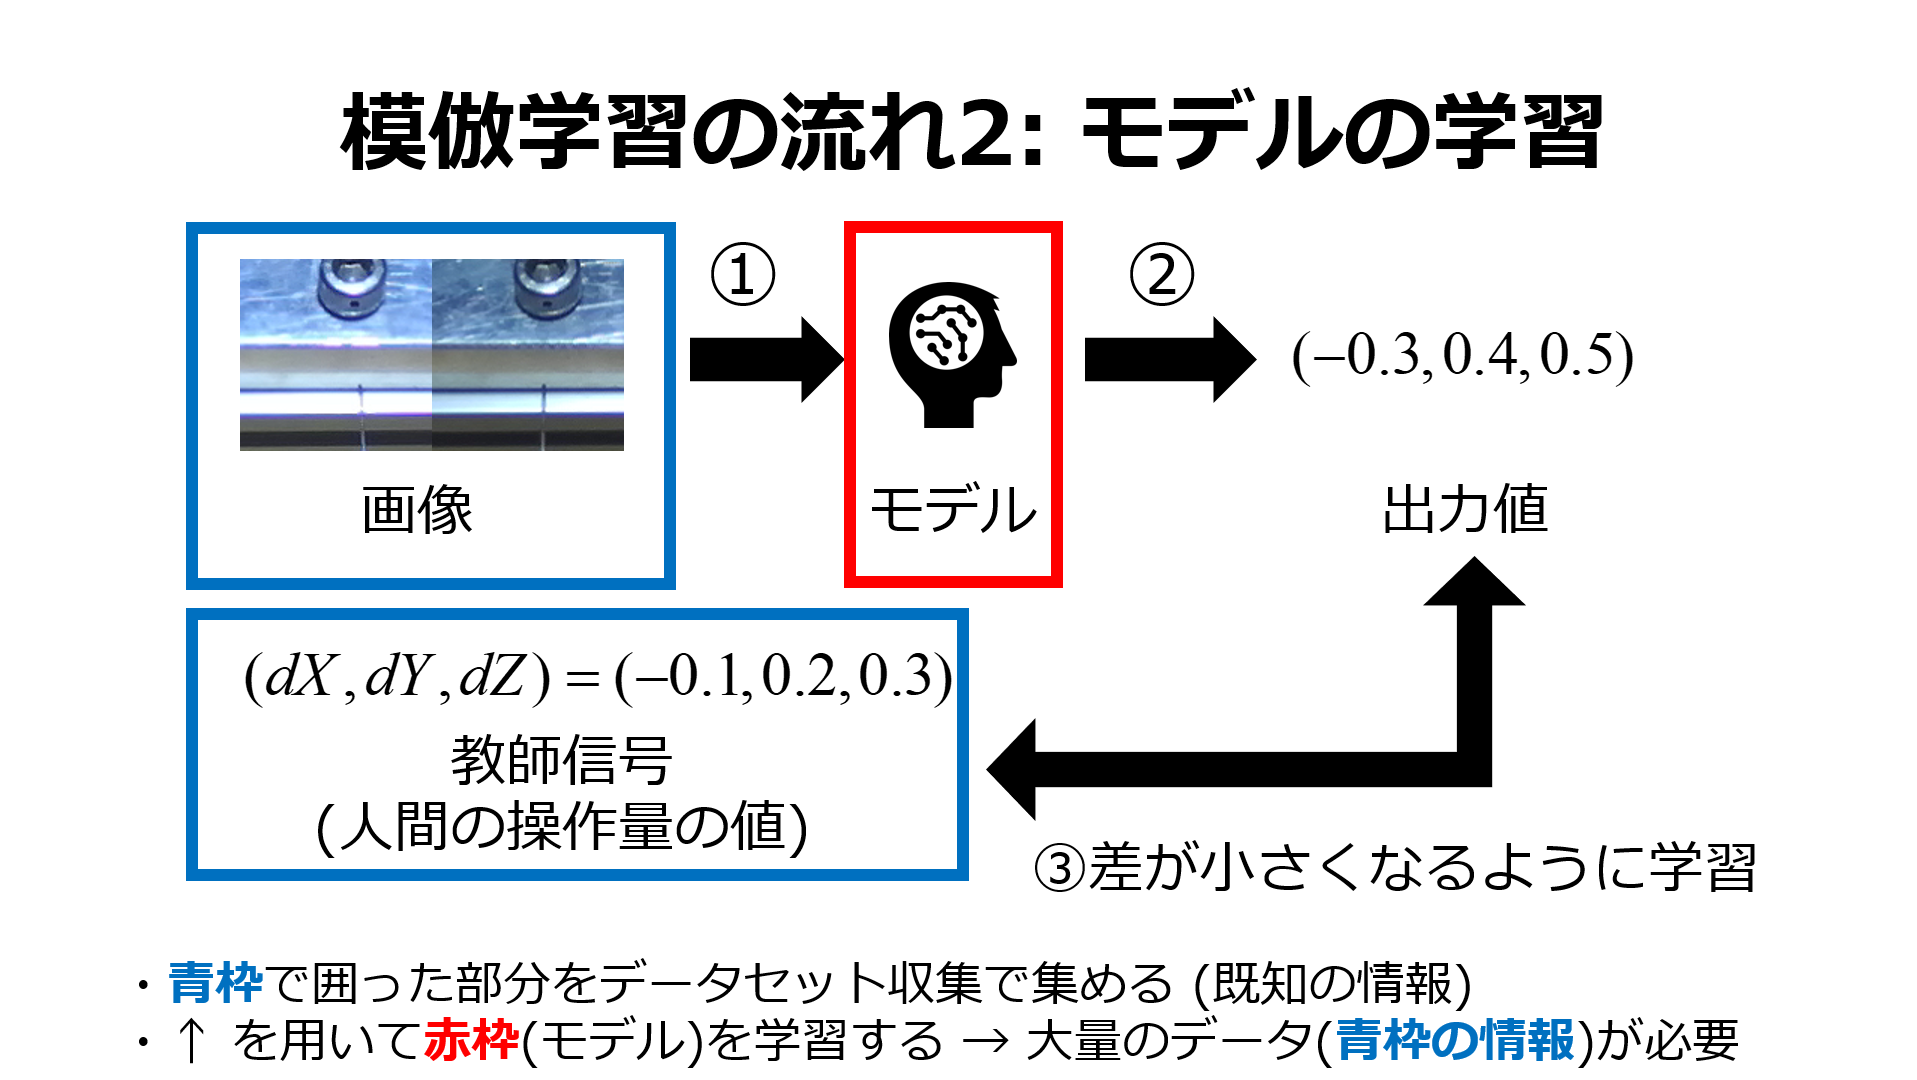 模倣学習の流れ2: モデルの学習
①
②
(−0.3, 0.4, 0.5)
画像
モデル
出力値
(dX, dY, dZ) = (−0.1, 0.2, 0.3)
教師信号
(人間の操作量の値)
③差が小さくなるように学習
・青枠で囲った部分をデータセット収集で集める (既知の情報)
・↑ を用いて赤枠(モデル)を学習する → 大量のデータ(青枠の情報)が必要